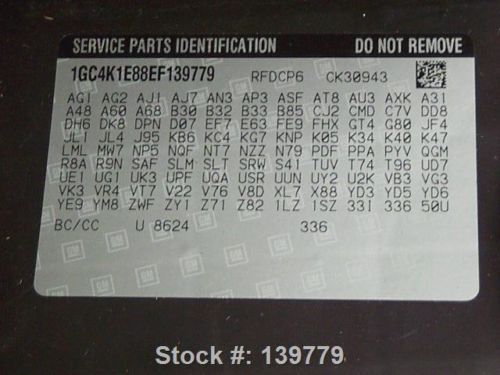 SERVICE PARTS IDENTIFICATION DO NOT REMOVE
1GC4K1E88EF139779 RFDCP6 CK30943
AG1 AG2 AJ1 AJ7 AN3 AP3 ASF AT8 AU3 AXK A31
A48 A60 A68 B30 B32 B33 B85 CJ2 CMD C7V DD8
DH6 DK8 DPN D07 EF7 E63 FE9 FHX GT4 G80 JF4
JL1 JL4 J95 KB6 KC4 KG7 KNP K05 K34 K40 K47
LML MW7 NP5 NQF NT7 NZZ N79 PDF PPA PYV QGM
R8A R9N SAF SLM SLT SRW S41 TUV T74 T96 UD7
UE1 UG1 UK3 UPF UQA USR UUN UY2 U2K VB3 VG3
VK3 VR4 VT7 V22 V76 V8D XL7 X88 YD3 YD5 YD6
YE9 YM8 ZWF ZY1 Z71 Z82 1LZ 1SZ 33I 336 50U
BC/CC U 8624 336
Stock #: 139779